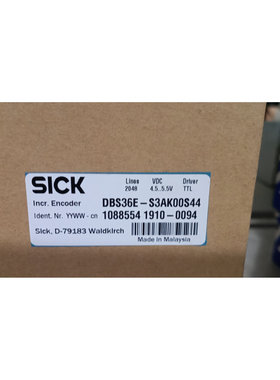 Lines VDC Driver
2048 4.5..5.5V TTL
SICK
Incr. Encoder DBS36E-S3AK00S44
Ident. Nr. YYWW - cn 1088554 1910-0094
Sick, D-79183 Waldkirch
Made in Malaysia